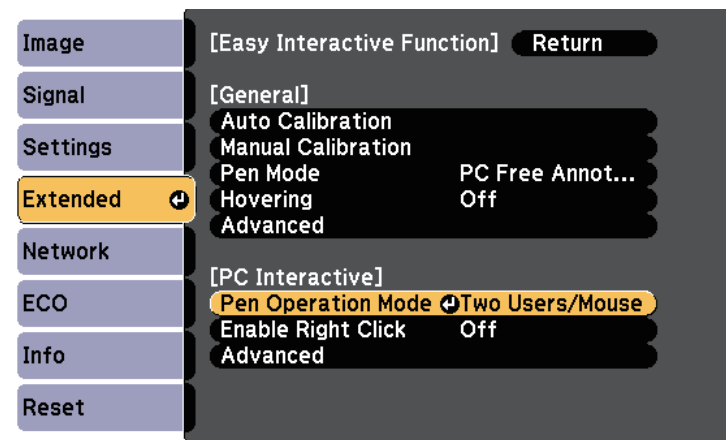 Image
Signal
Settings
Extended
Network
ECO
Info
Reset
[Easy Interactive Function] Return
[General]
Auto Calibration
Manual Calibration
Pen Mode PC Free Annot...
Hovering Off
Advanced
[PC Interactive]
Pen Operation Mode Two Users/Mouse
Enable Right Click Off
Advanced